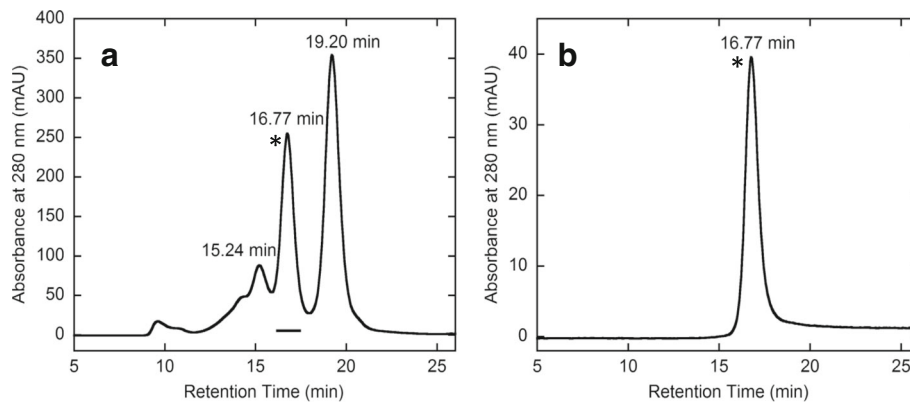 a
400
350
300
250
200
150
100
50
0
Absorbance at 280 nm (mAU)
19.20 min
16.77 min
*
15.24 min
5
10
15
20
25
Retention Time (min)
b
40
30
20
10
0
Absorbance at 280 nm (mAU)
16.77 min
*
5
10
15
20
25
Retention Time (min)